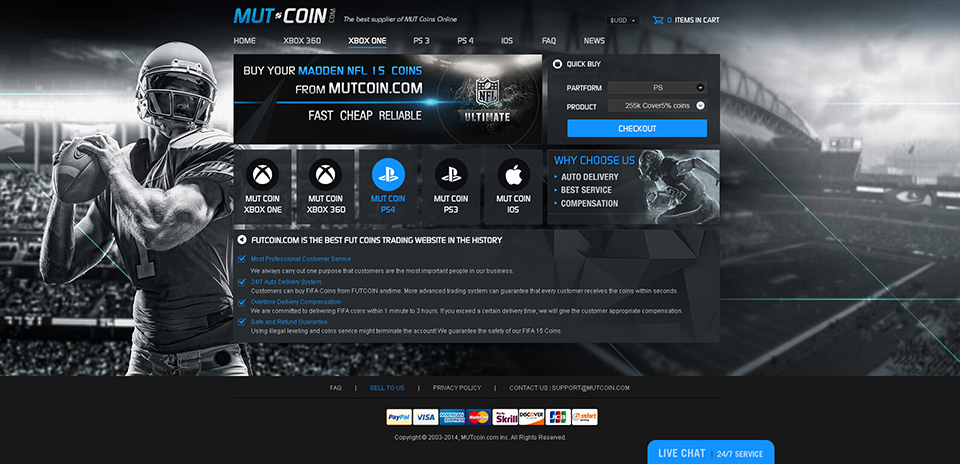 MUT COIN .COM
The best supplier of MUT Coins Online
$USD
0 ITEMS IN CART
HOME XBOX 360 XBOX ONE PS 3 PS 4 IOS FAQ NEWS
BUY YOUR MADDEN NFL 15 COINS
FROM MUTCOIN.COM
FAST CHEAP RELIABLE
NFL
ULTIMATE
QUICK BUY
PARTFORM PS
PRODUCT 255k Cover5% coins
CHECKOUT
MUT COIN
XBOX ONE
MUT COIN
XBOX 360
MUT COIN
PS4
MUT COIN
PS3
MUT COIN
IOS
WHY CHOOSE US
AUTO DELIVERY
BEST SERVICE
COMPENSATION
FUTCOIN.COM IS THE BEST FUT COINS TRADING WEBSITE IN THE HISTORY
Most Professional Customer Service
We always carry out one purpose that customers are the most important people in our business.
24/7 Auto Delivery System
Customers can buy FIFA Coins from FUTCOIN anytime. More advanced trading system can guarantee that every customer receives the coins within seconds.
Overtime Delivery Compensation
We are committed to delivering FIFA coins within 1 minute to 3 hours. If you exceed a certain delivery time, we will give the customer appropriate compensation.
Safe and Refund Guarantee
Using illegal leveling and coins service might terminate the account! We guarantee the safety of our FIFA 15 Coins.
1
FAQ | SELL TO US | PRIVACY POLICY | CONTACT US : SUPPORT@MUTCOIN.COM
PayPal VISA AMERICAN EXPRESS MasterCard Skrill DISCOVER JCB sofort
Copyright © 2003-2014, MUTcoin.com Inc. All Rights Reserved.
LIVE CHAT | 24/7 SERVICE